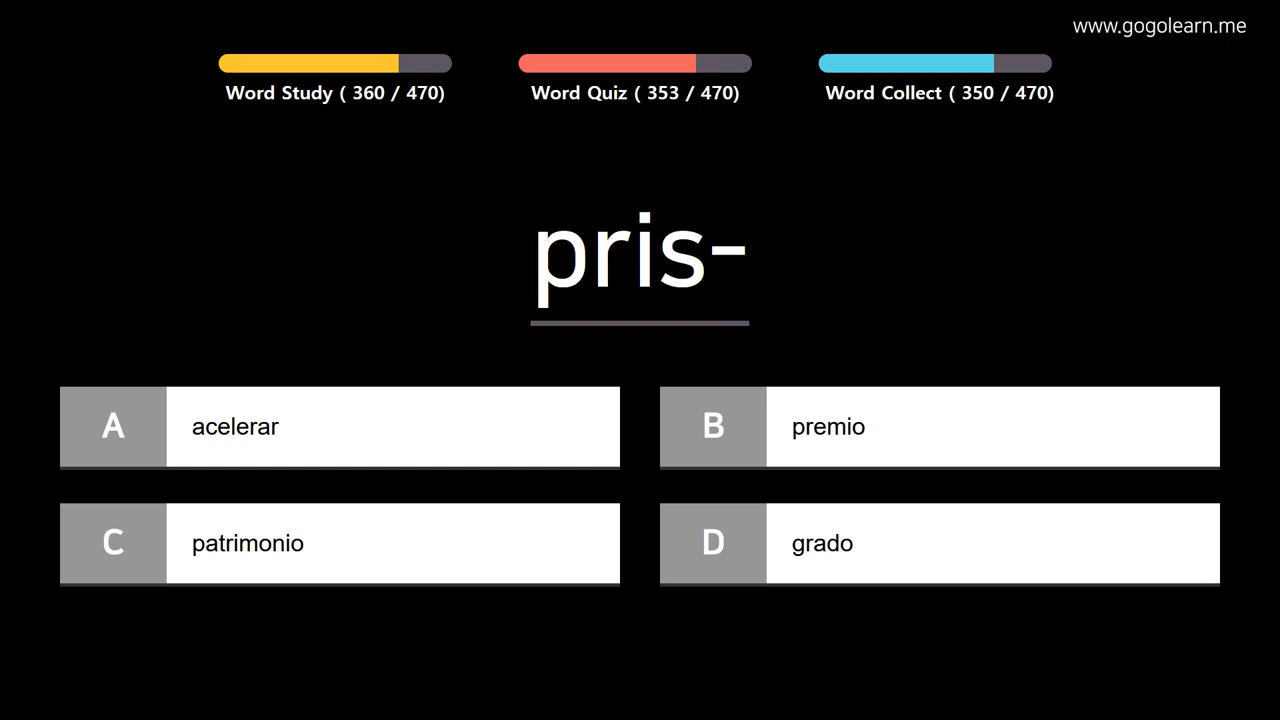 www.gogolearn.me
Word Study ( 360 / 470)
Word Quiz ( 353 / 470)
Word Collect ( 350 / 470)
pris-
A acelerar
B premio
C patrimonio
D grado